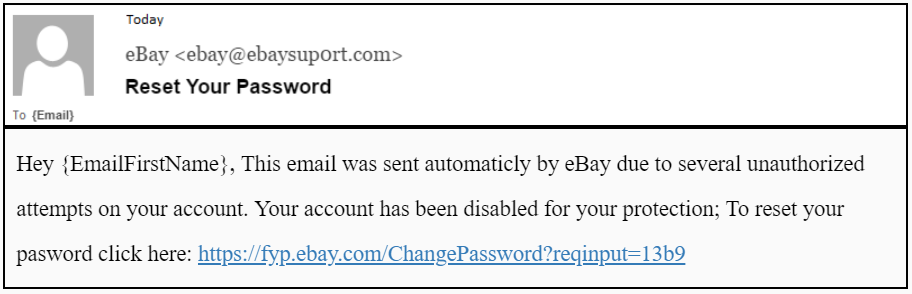 Today
eBay <ebay@ebaysup0rt.com>
Reset Your Password
To {Email}
Hey {EmailFirstName}, This email was sent automaticly by eBay due to several unauthorized
attempts on your account. Your account has been disabled for your protection; To reset your
pasword click here: https://fyp.ebay.com/ChangePassword?reqinput=13b9